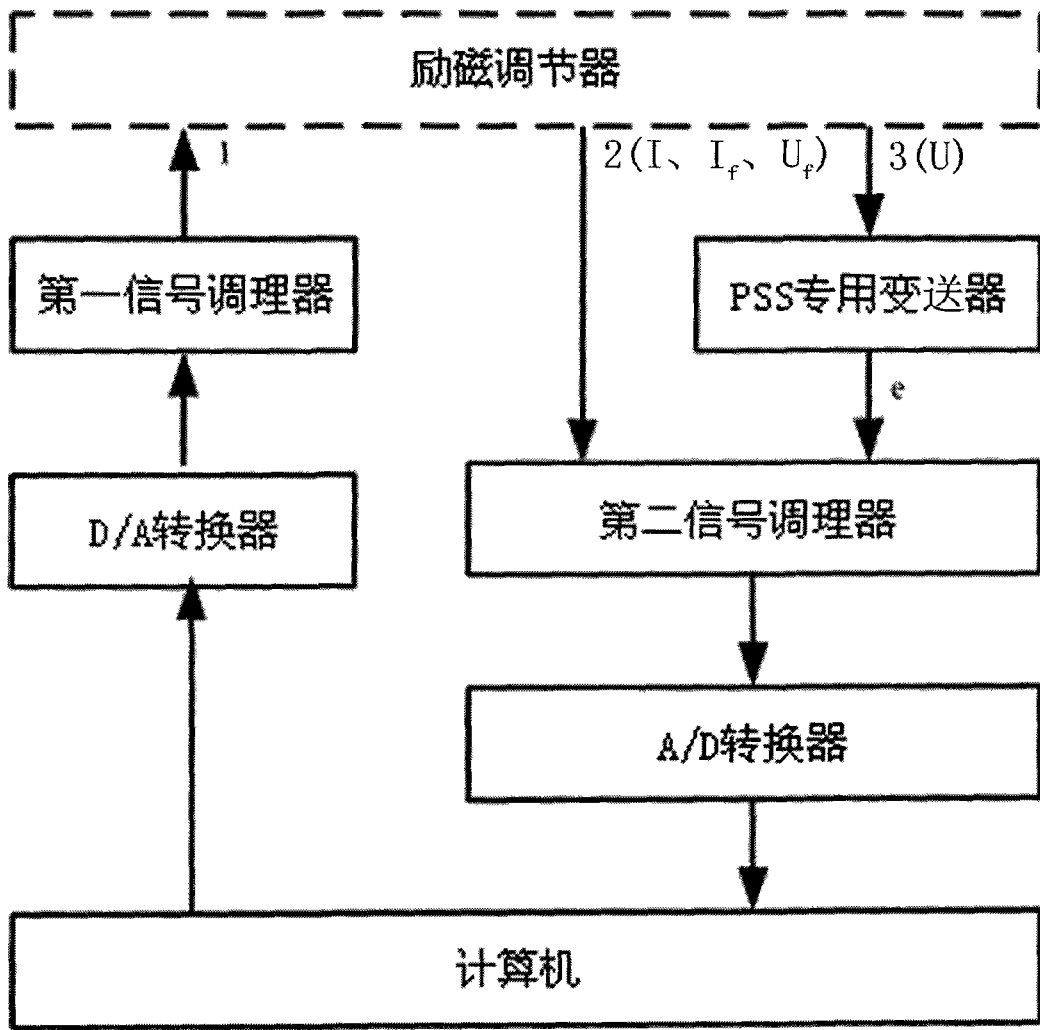 励磁调节器
1
2(I、I_f、U_f)
3(U)
第一信号调理器
PSS专用变送器
e
D/A转换器
第二信号调理器
A/D转换器
计算机